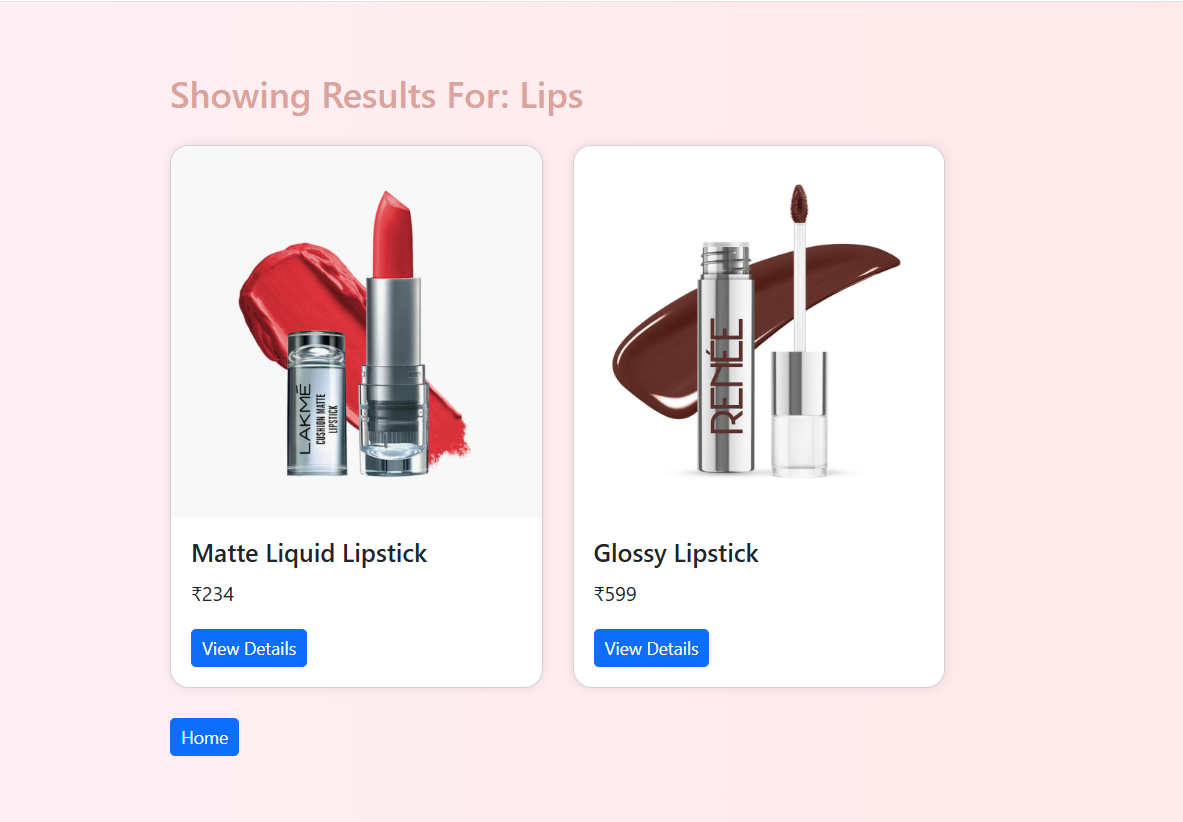 Showing Results For: Lips
LAKMÉ
CUSHION MATTE
LIPSTICK
RENÉE
Matte Liquid Lipstick
₹234
View Details
Glossy Lipstick
₹599
View Details
Home